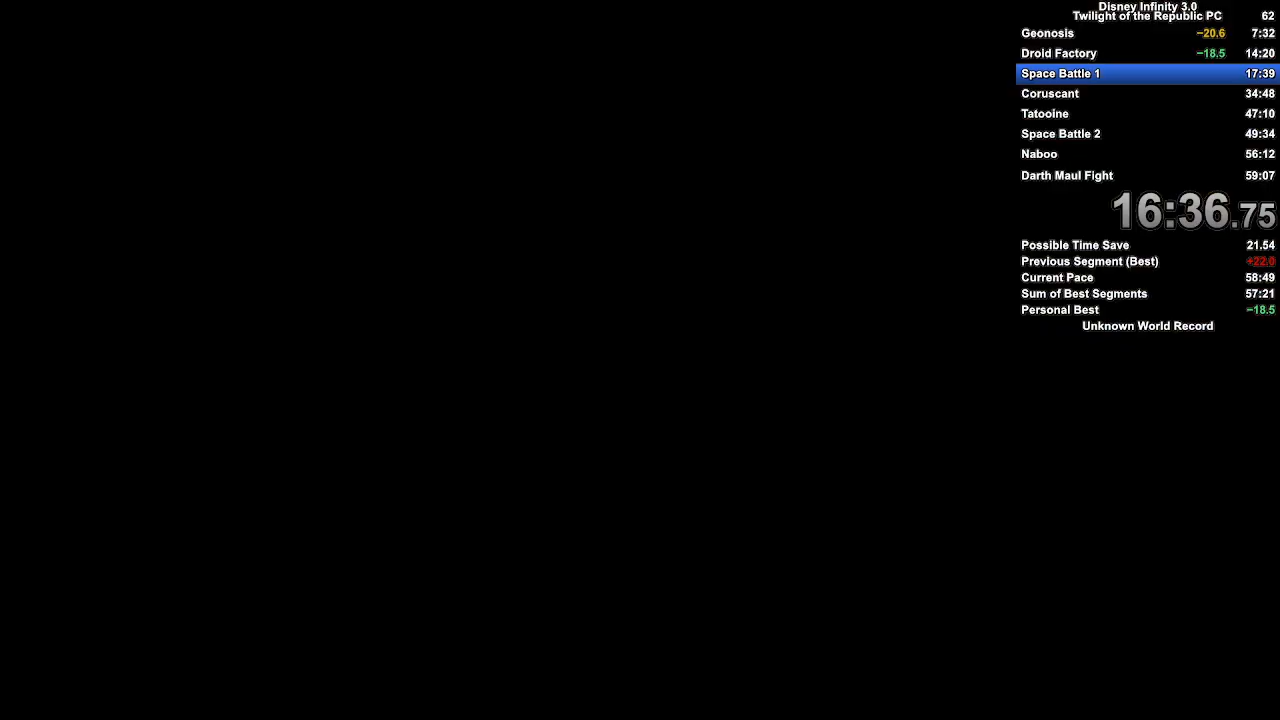 Disney Infinity 3.0
Twilight of the Republic PC 62
Geonosis −20.6 7:32
Droid Factory −18.5 14:20
Space Battle 1 17:39
Coruscant 34:48
Tatooine 47:10
Space Battle 2 49:34
Naboo 56:12
Darth Maul Fight 59:07
16:36.75
Possible Time Save 21.54
Previous Segment (Best) +22.0
Current Pace 58:49
Sum of Best Segments 57:21
Personal Best −18.5
Unknown World Record